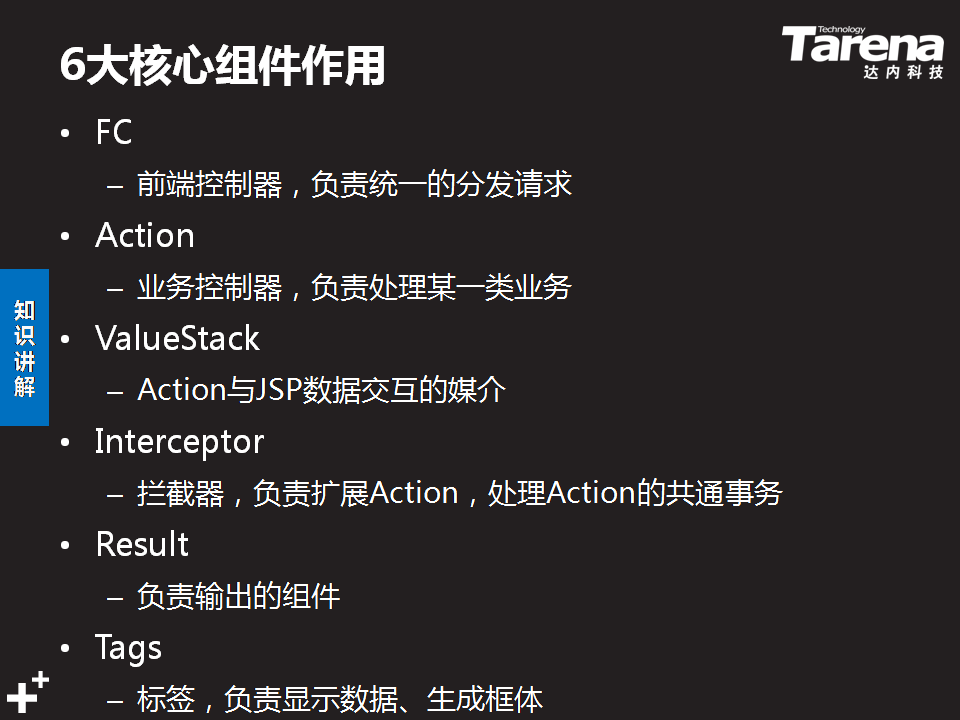 6大核心组件作用
Technology
Tarena
达内科技
• FC
– 前端控制器，负责统一的分发请求
• Action
– 业务控制器，负责处理某一类业务
• ValueStack
– Action与JSP数据交互的媒介
• Interceptor
– 拦截器，负责扩展Action，处理Action的共通事务
• Result
– 负责输出的组件
• Tags
– 标签，负责显示数据、生成框体
知识讲解